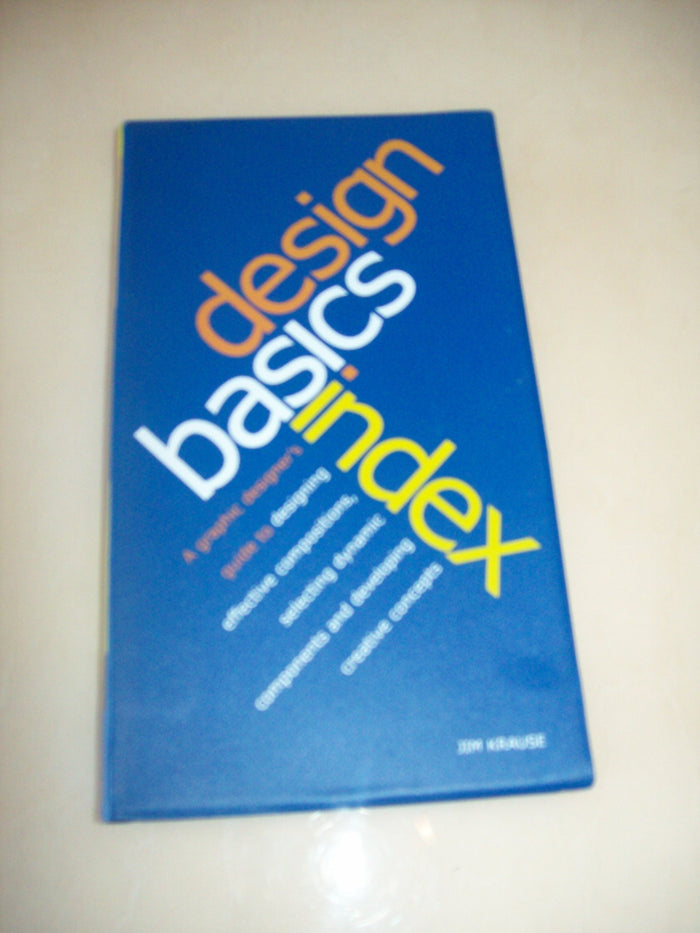 design
basics
index
A graphic designer's
guide to designing
effective compositions,
selecting dynamic
components and developing
creative concepts
JIM KRAUSE